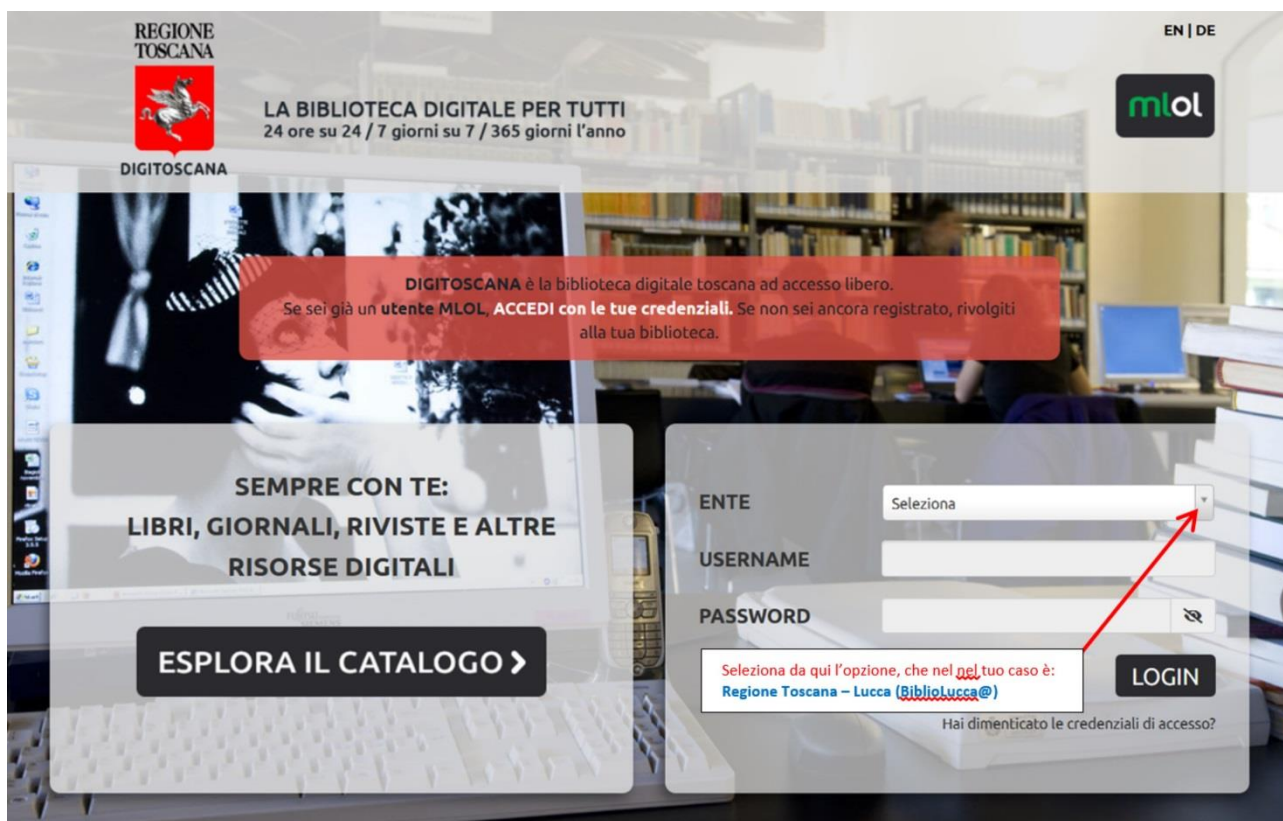 REGIONE
TOSCANA
EN | DE
mlol
LA BIBLIOTECA DIGITALE PER TUTTI
24 ore su 24 / 7 giorni su 7 / 365 giorni l'anno
DIGITOSCANA
DIGITOSCANA è la biblioteca digitale toscana ad accesso libero.
Se sei già un utente MLOL, ACCEDI con le tue credenziali. Se non sei ancora registrato, rivolgiti
alla tua biblioteca.
SEMPRE CON TE:
LIBRI, GIORNALI, RIVISTE E ALTRE
RISORSE DIGITALI
ESPLORA IL CATALOGO >
ENTE
Seleziona
USERNAME
PASSWORD
Seleziona da qui l'opzione, che nel nel tuo caso è:
Regione Toscana – Lucca (BiblioLucca@)
LOGIN
Hai dimenticato le credenziali di accesso?